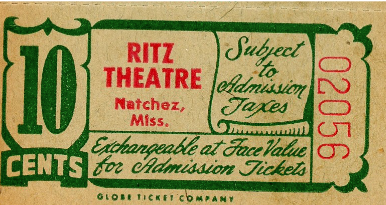 10
CENTS
RITZ
THEATRE
Natchez,
Miss.
Subject
to
Admission
Taxes
Exchangeable at Face Value
for Admission Tickets
02056
GLOBE TICKET COMPANY